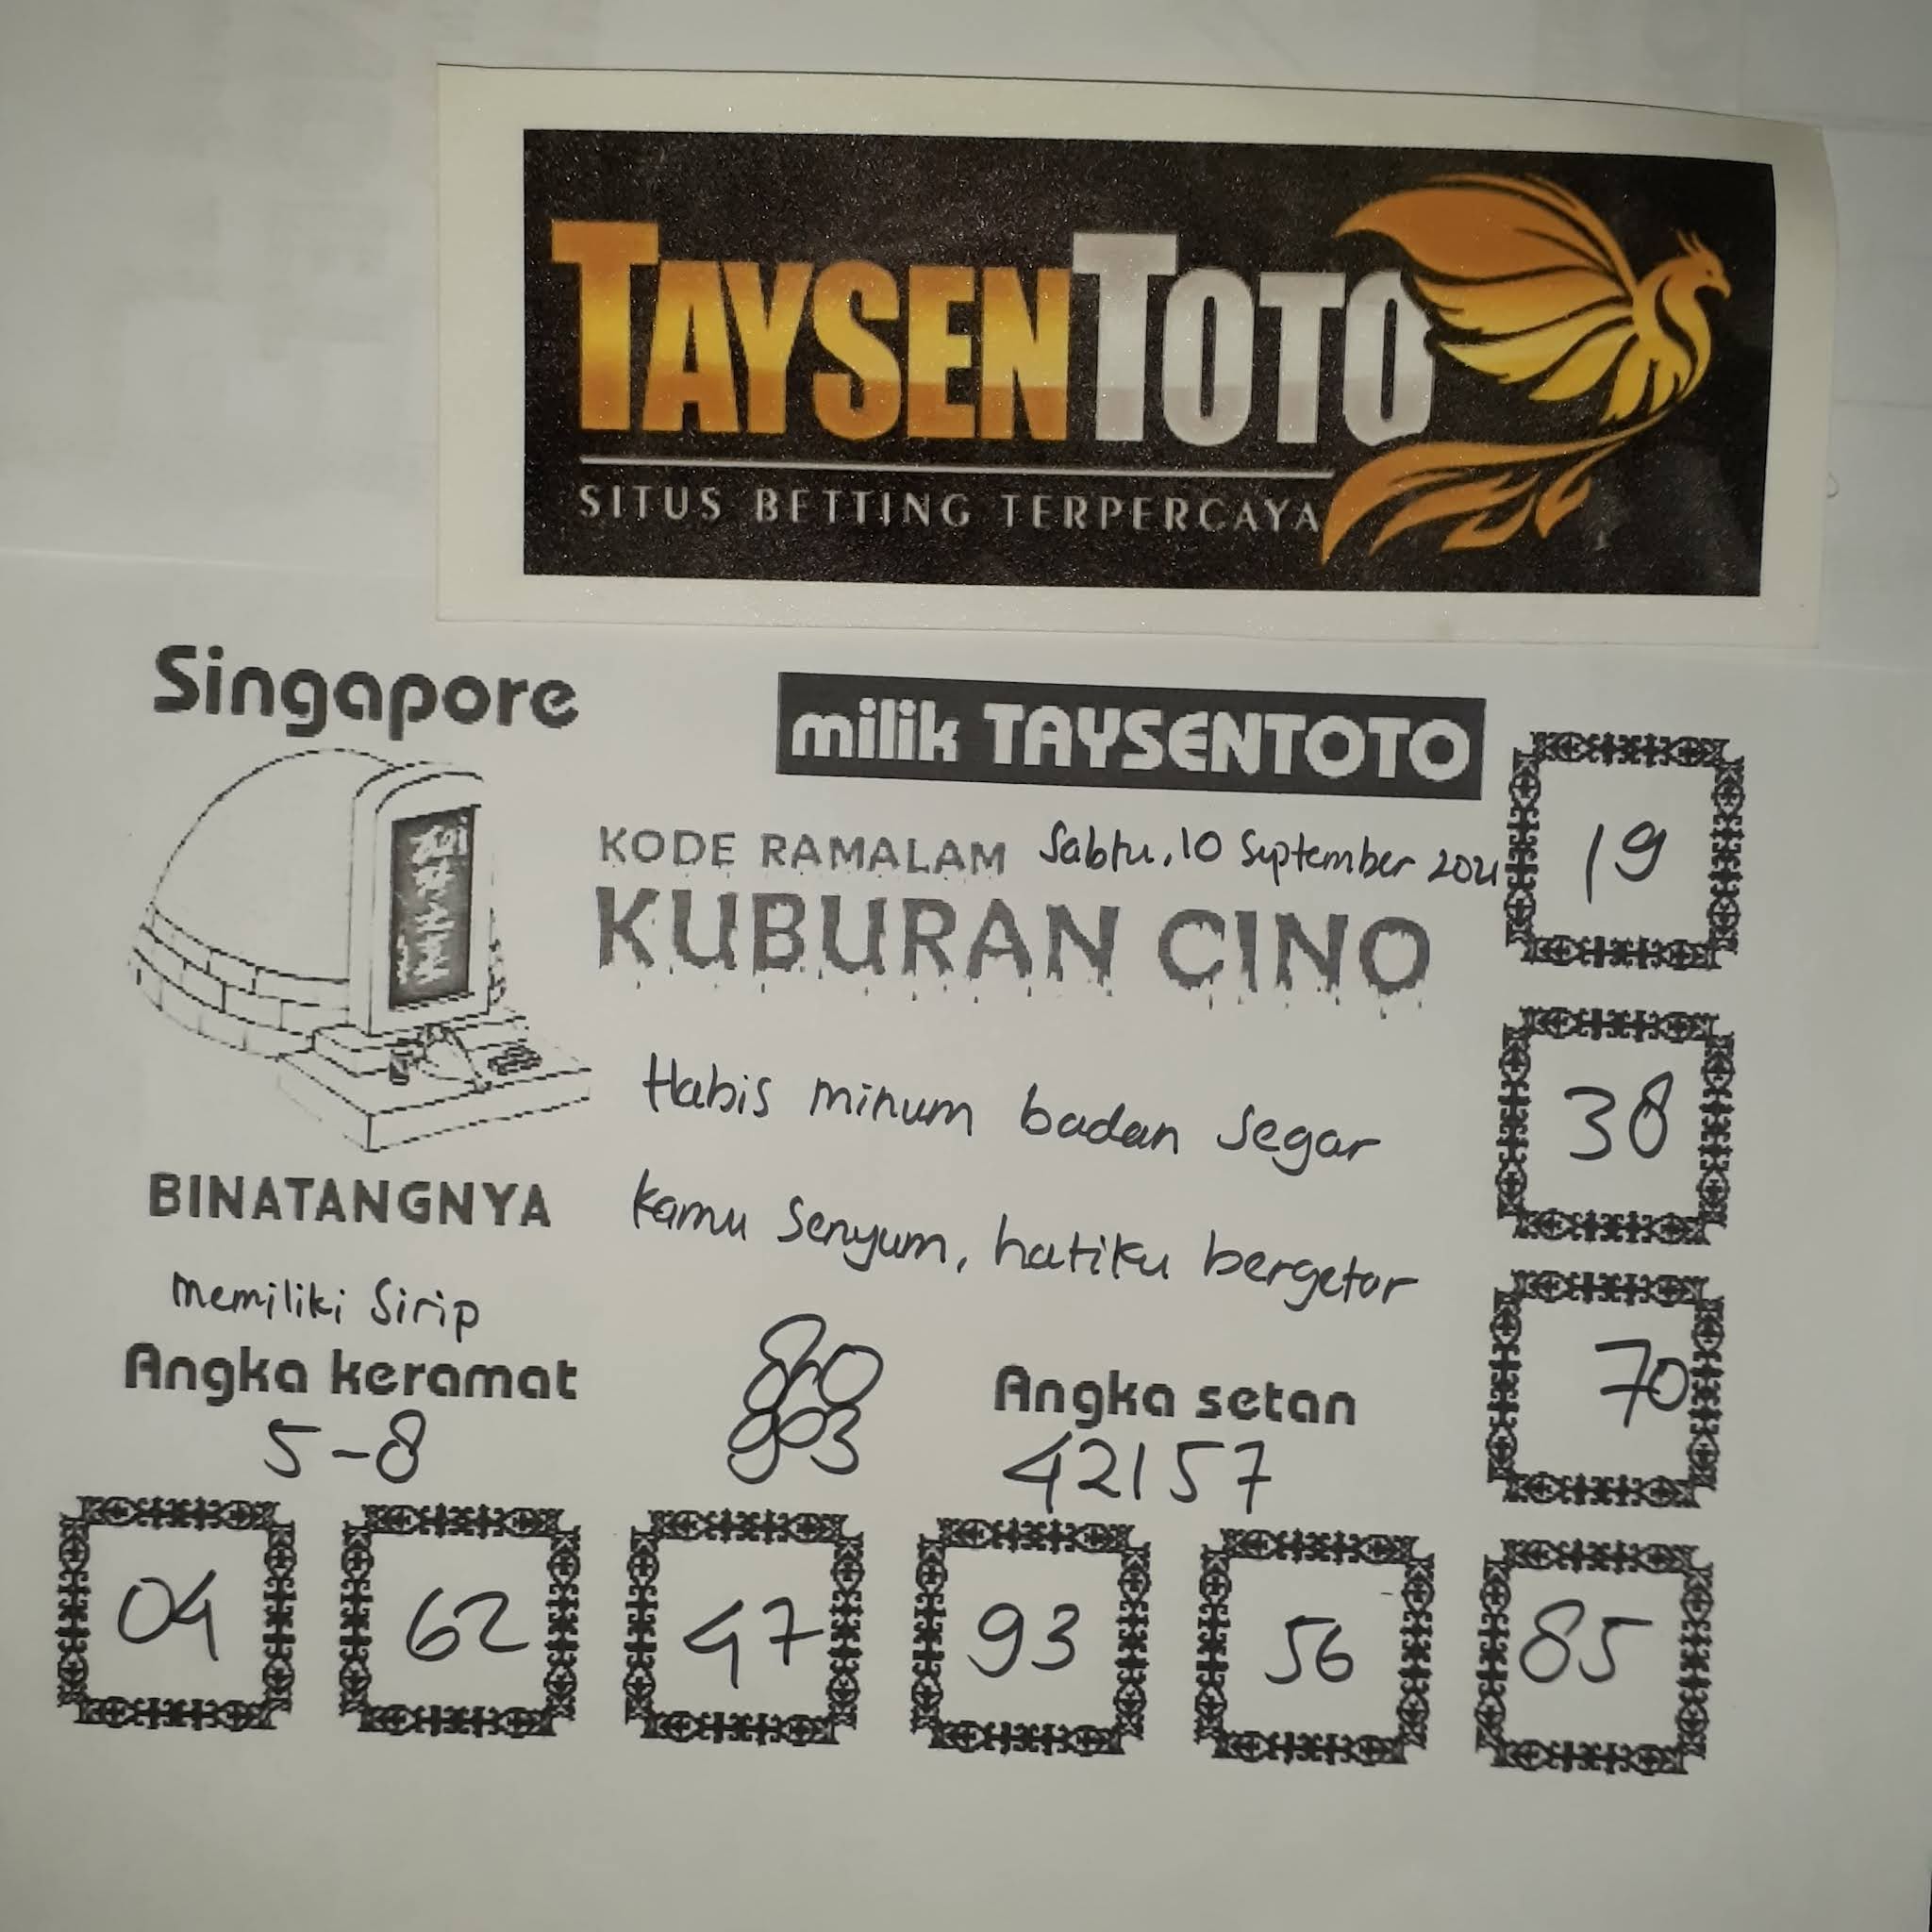 TAYSENTOTO
SITUS BETTING TERPERCAYA
Singapore
milik TAYSENTOTO
KODE RAMALAM Sabtu, 10 September
KUBURAN CINO
19
38
70
Habis minum badan segar
kamu senyum, hatiku bergetar
BINATANGNYA
memiliki sirip
Angka keramat
5-8
Angka setan
42157
04 62 47 93 56 85